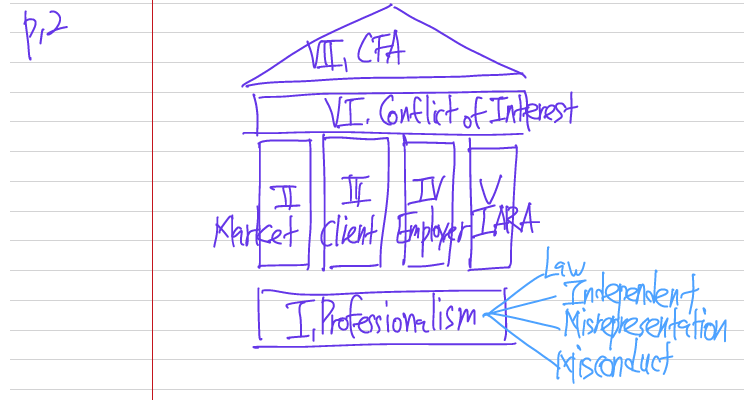 p.2
VII. CFA
VI. Conflict of Interest
II
Market
III
Client
IV
Employer
V
IARA
I. Professionalism
Law
Independent
Misrepresentation
Misconduct